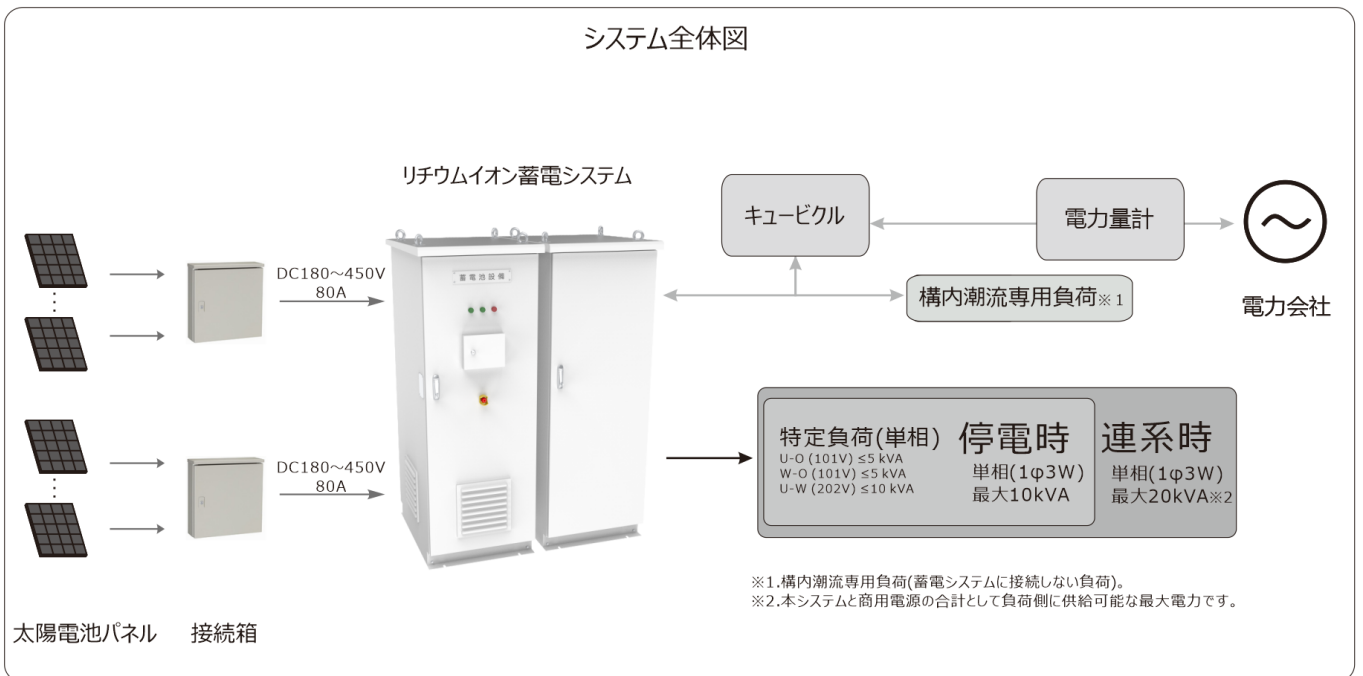 システム全体図
リチウムイオン蓄電システム
キュービクル
電力量計
DC180～450V
80A
蓄電池設備
構内潮流専用負荷※1
電力会社
特定負荷(単相)
U-O (101V) ≤5 kVA
W-O (101V) ≤5 kVA
U-W (202V) ≤10 kVA
停電時
単相(1φ3W)
最大10kVA
連系時
単相(1φ3W)
最大20kVA※2
DC180～450V
80A
※1.構内潮流専用負荷(蓄電システムに接続しない負荷)。
※2.本システムと商用電源の合計として負荷側に供給可能な最大電力です。
太陽電池パネル
接続箱